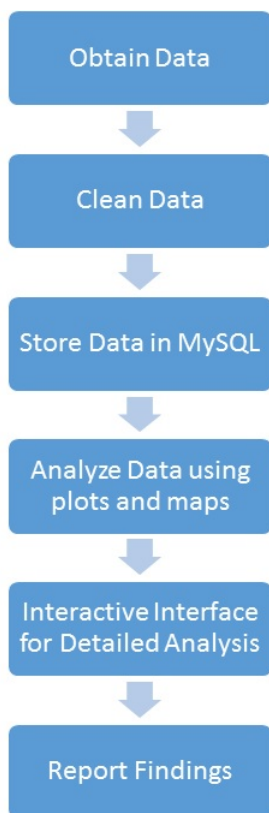 Obtain Data
Clean Data
Store Data in MySQL
Analyze Data using
plots and maps
Interactive Interface
for Detailed Analysis
Report Findings